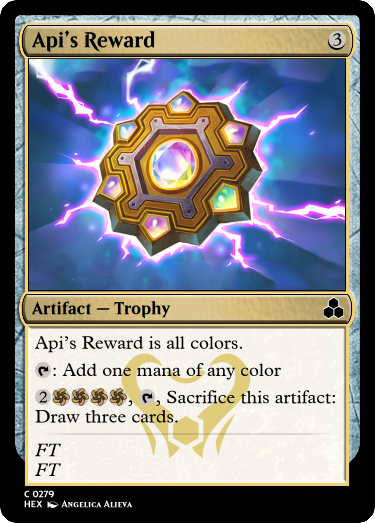 Api's Reward 3
Artifact — Trophy
Api's Reward is all colors.
: Add one mana of any color
2, , Sacrifice this artifact:
Draw three cards.
FT
FT
C 0279
HEX Angelica Alieva